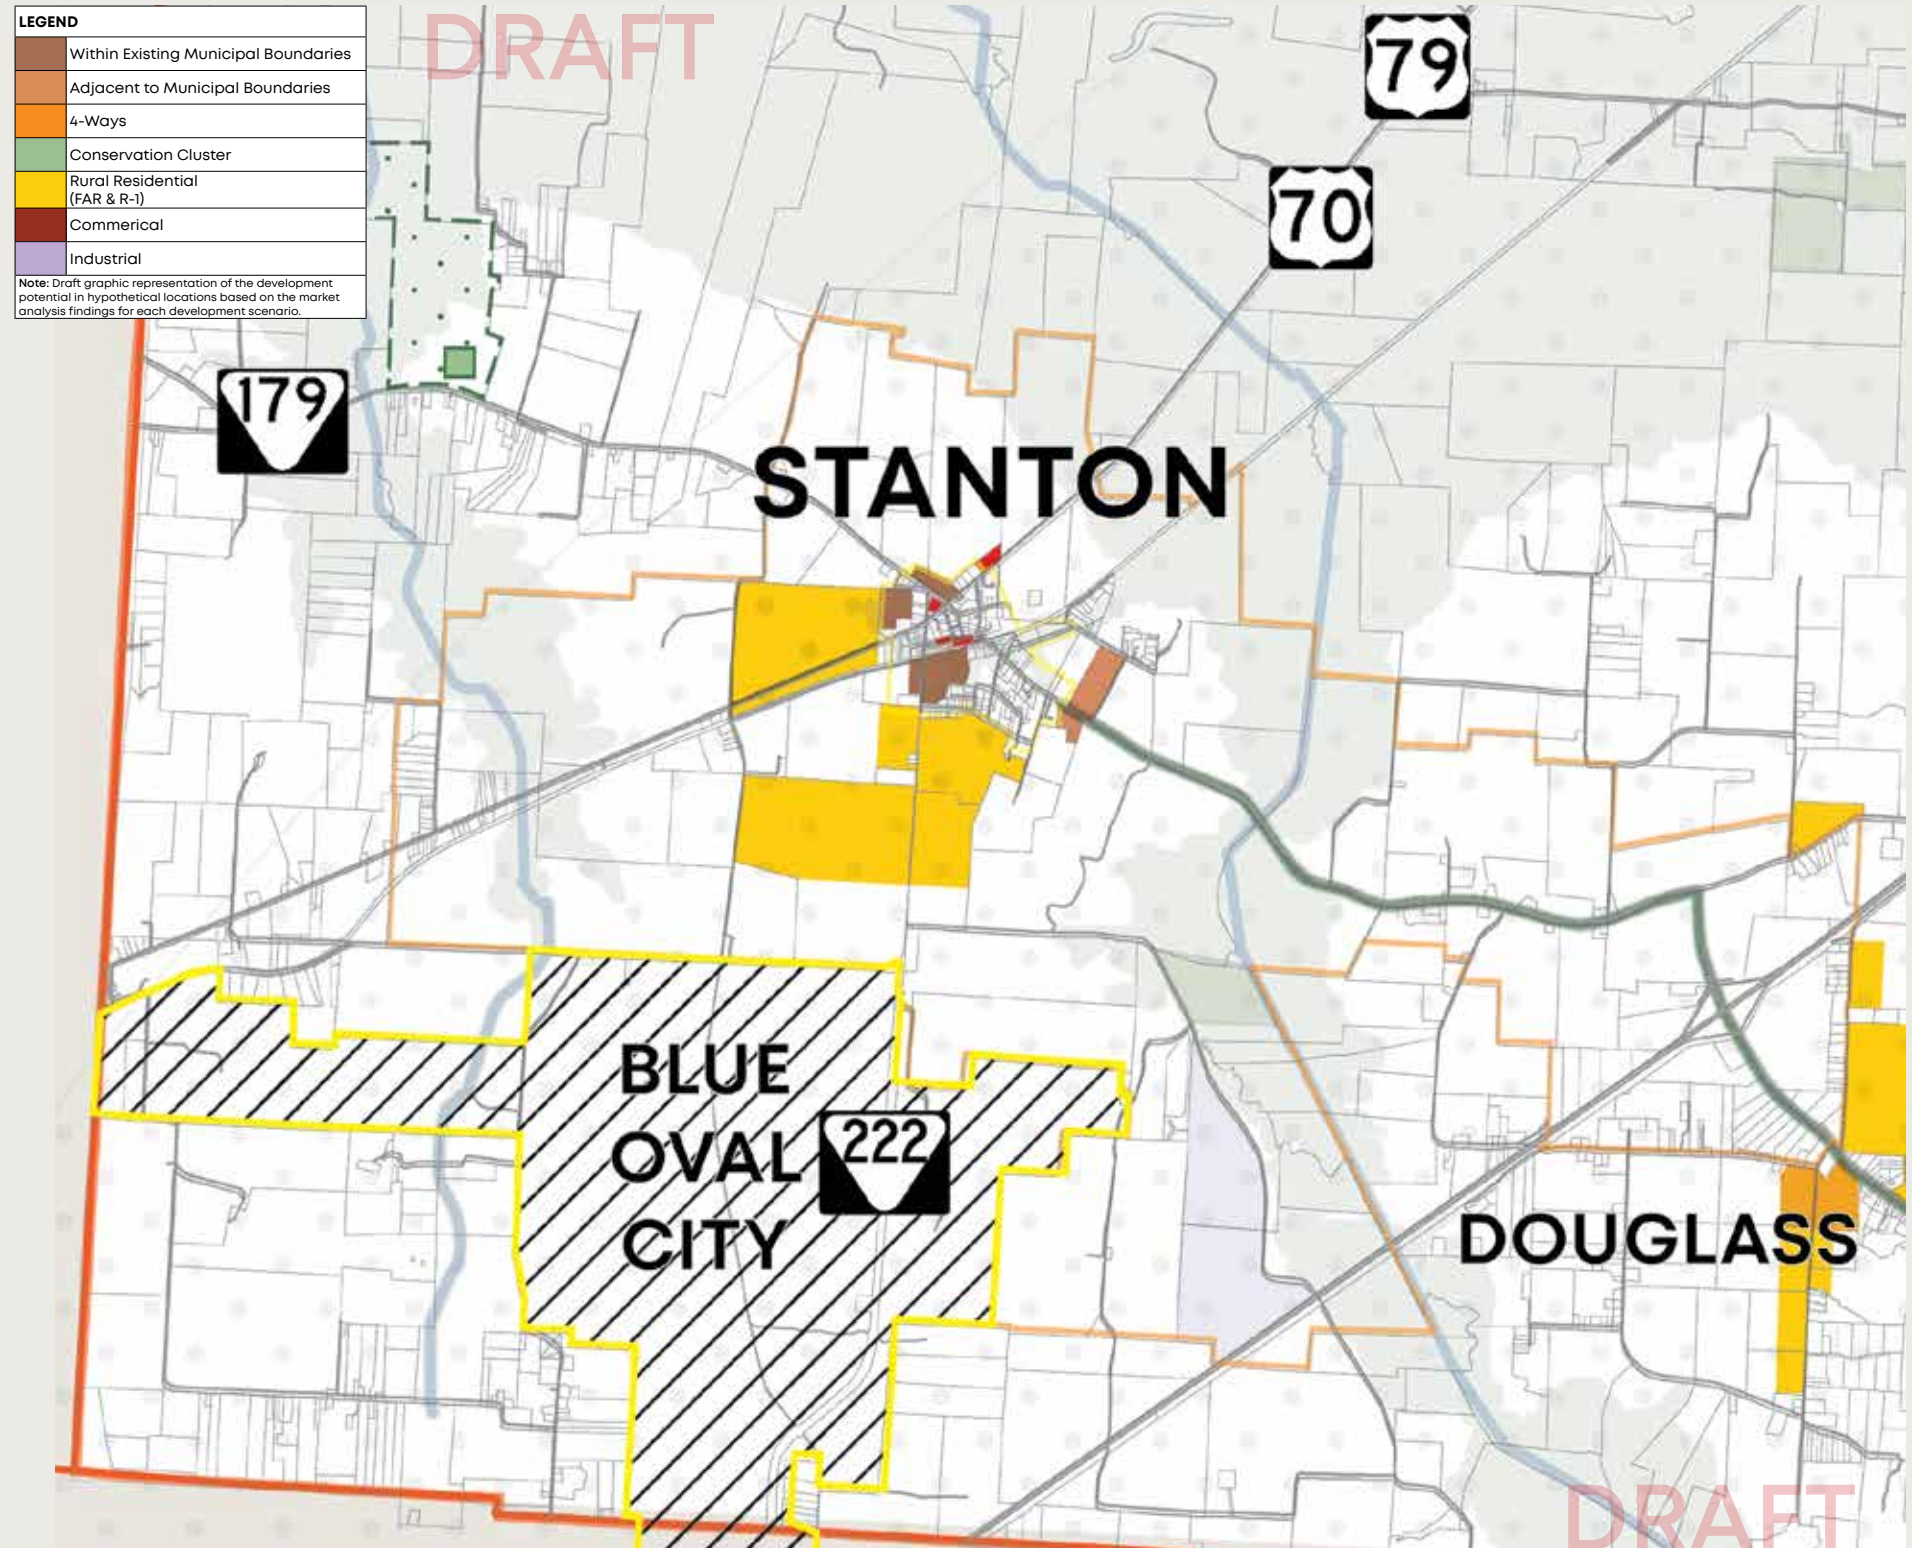 LEGEND
Within Existing Municipal Boundaries
Adjacent to Municipal Boundaries
4-Ways
Conservation Cluster
Rural Residential
(FAR & R-1)
Commerical
Industrial
Note: Draft graphic representation of the development
potential in hypothetical locations based on the market
analysis findings for each development scenario.
DRAFT
79
70
179
STANTON
BLUE
OVAL
CITY
222
DOUGLASS
DRAFT